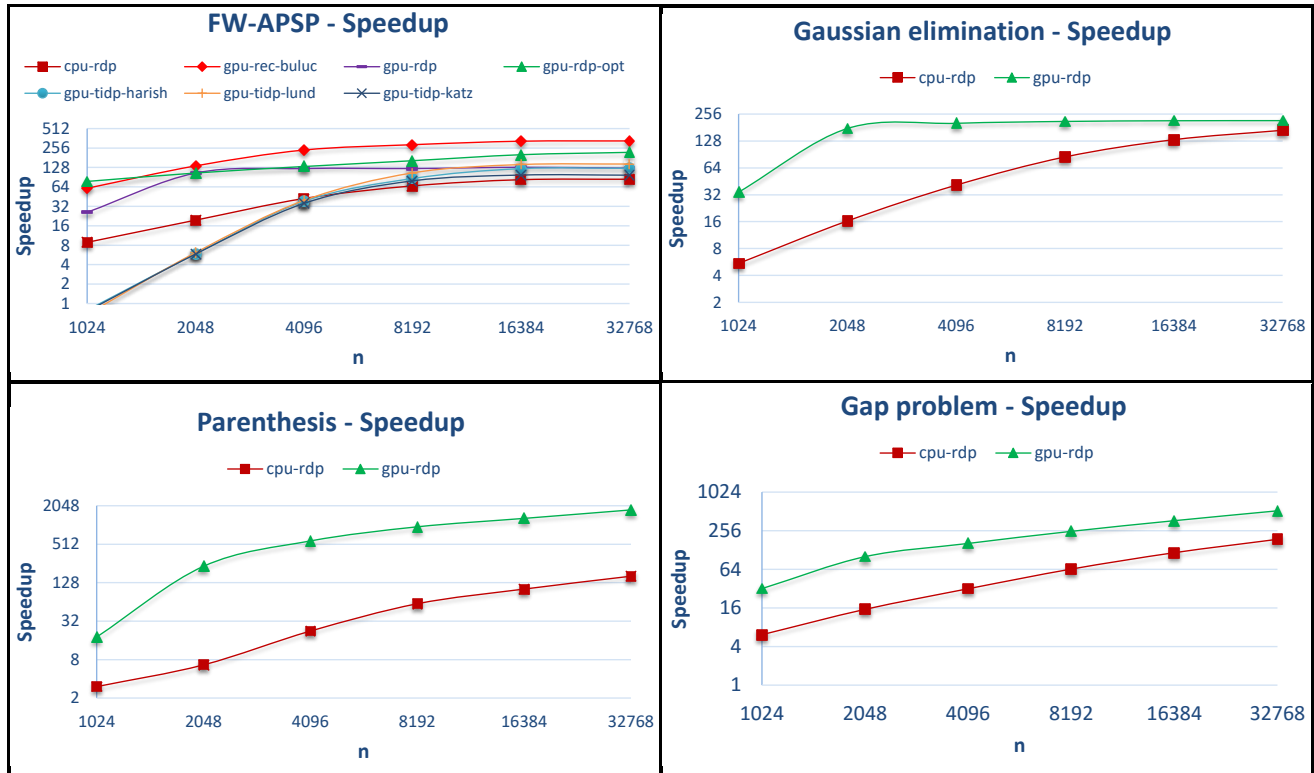 FW-APSP - Speedup
cpu-rdp gpu-rec-buluc gpu-rdp gpu-rdp-opt
gpu-tidp-harish gpu-tidp-lund gpu-tidp-katz
512
256
128
64
32
16
8
4
2
1
Speedup
1024 2048 4096 8192 16384 32768
n
Gaussian elimination - Speedup
cpu-rdp gpu-rdp
256
128
64
32
16
8
4
2
Speedup
1024 2048 4096 8192 16384 32768
n
Parenthesis - Speedup
cpu-rdp gpu-rdp
2048
512
128
32
8
2
Speedup
1024 2048 4096 8192 16384 32768
n
Gap problem - Speedup
cpu-rdp gpu-rdp
1024
256
64
16
4
1
Speedup
1024 2048 4096 8192 16384 32768
n